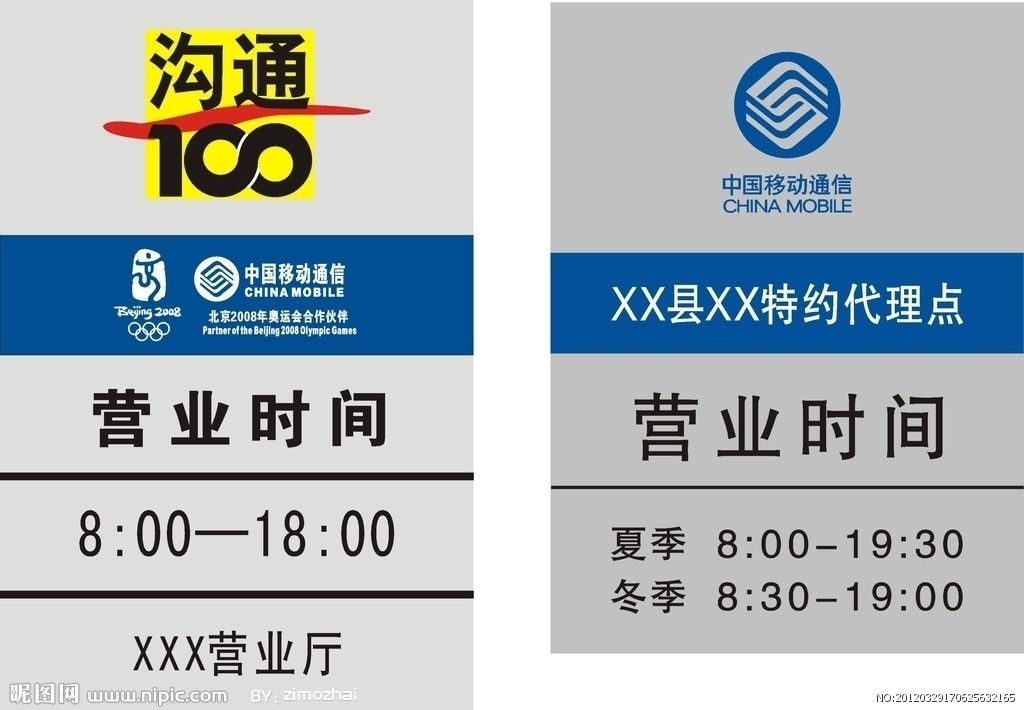 沟通
100
Beijing 2008
中国移动通信
CHINA MOBILE
北京2008年奥运会合作伙伴
Partner of the Beijing 2008 Olympic Games
营业时间
8:00—18:00
XXX营业厅
中国移动通信
CHINA MOBILE
XX县XX特约代理点
营业时间
夏季 8:00-19:30
冬季 8:30-19:00
昵图网 www.nipic.com BY: zimozhai
NO:20120329170625632165